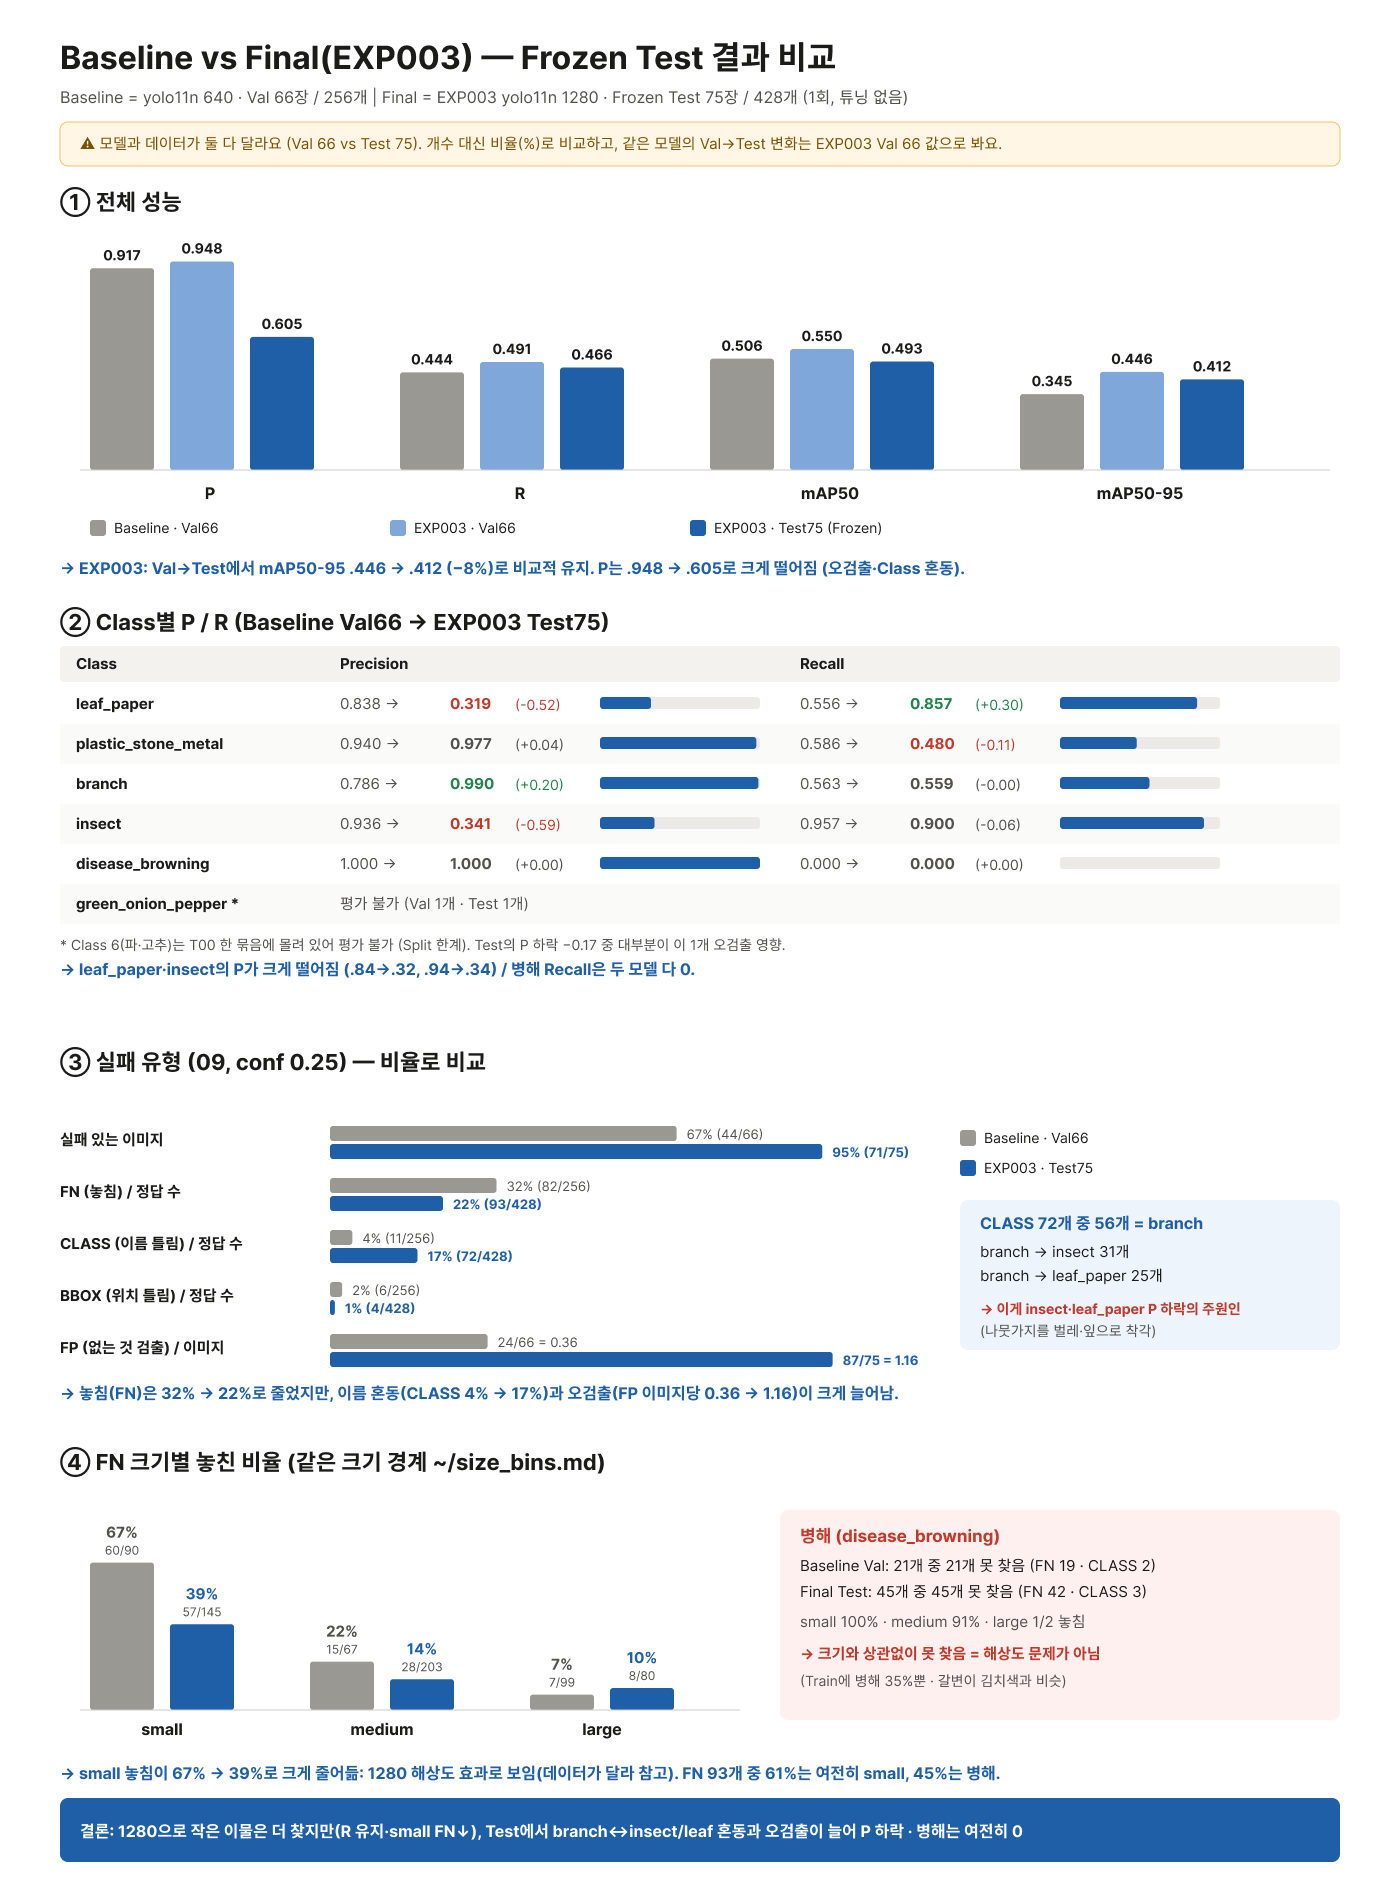 Baseline vs Final(EXP003) — Frozen Test 결과 비교
Baseline = yolo11n 640 · Val 66장 / 256개 | Final = EXP003 yolo11n 1280 · Frozen Test 75장 / 428개 (1회, 튜닝 없음)
⚠ 모델과 데이터가 둘 다 달라요 (Val 66 vs Test 75). 개수 대신 비율(%)로 비교하고, 같은 모델의 Val→Test 변화는 EXP003 Val 66 값으로 봐요.
① 전체 성능
0.917 0.948 0.605
0.444 0.491 0.466
0.506 0.550 0.493
0.345 0.446 0.412
P R mAP50 mAP50-95
Baseline · Val66 EXP003 · Val66 EXP003 · Test75 (Frozen)
→ EXP003: Val→Test에서 mAP50-95 .446 → .412 (−8%)로 비교적 유지. P는 .948 → .605로 크게 떨어짐 (오검출·Class 혼동).
② Class별 P / R (Baseline Val66 → EXP003 Test75)
Class Precision Recall
leaf_paper 0.838 → 0.319 (-0.52) 0.556 → 0.857 (+0.30)
plastic_stone_metal 0.940 → 0.977 (+0.04) 0.586 → 0.480 (-0.11)
branch 0.786 → 0.990 (+0.20) 0.563 → 0.559 (-0.00)
insect 0.936 → 0.341 (-0.59) 0.957 → 0.900 (-0.06)
disease_browning 1.000 → 1.000 (+0.00) 0.000 → 0.000 (+0.00)
green_onion_pepper * 평가 불가 (Val 1개 · Test 1개)
* Class 6(파·고추)는 T00 한 묶음에 몰려 있어 평가 불가 (Split 한계). Test의 P 하락 −0.17 중 대부분이 이 1개 오검출 영향.
→ leaf_paper·insect의 P가 크게 떨어짐 (.84→.32, .94→.34) / 병해 Recall은 두 모델 다 0.
③ 실패 유형 (09, conf 0.25) — 비율로 비교
실패 있는 이미지 67% (44/66)
95% (71/75)
FN (놓침) / 정답 수 32% (82/256)
22% (93/428)
CLASS (이름 틀림) / 정답 수 4% (11/256)
17% (72/428)
BBOX (위치 틀림) / 정답 수 2% (6/256)
1% (4/428)
FP (없는 것 검출) / 이미지 24/66 = 0.36
87/75 = 1.16
Baseline · Val66
EXP003 · Test75
CLASS 72개 중 56개 = branch
branch → insect 31개
branch → leaf_paper 25개
→ 이게 insect·leaf_paper P 하락의 주원인
(나뭇가지를 벌레·잎으로 착각)
→ 놓침(FN)은 32% → 22%로 줄었지만, 이름 혼동(CLASS 4% → 17%)과 오검출(FP 이미지당 0.36 → 1.16)이 크게 늘어남.
④ FN 크기별 놓친 비율 (같은 크기 경계 ~/size_bins.md)
67%
60/90
39%
57/145
22%
15/67
14%
28/203
7%
7/99
10%
8/80
small medium large
병해 (disease_browning)
Baseline Val: 21개 중 21개 못 찾음 (FN 19 · CLASS 2)
Final Test: 45개 중 45개 못 찾음 (FN 42 · CLASS 3)
small 100% · medium 91% · large 1/2 놓침
→ 크기와 상관없이 못 찾음 = 해상도 문제가 아님
(Train에 병해 35%뿐 · 갈변이 김치색과 비슷)
→ small 놓침이 67% → 39%로 크게 줄어듦: 1280 해상도 효과로 보임(데이터가 달라 참고). FN 93개 중 61%는 여전히 small, 45%는 병해.
결론: 1280으로 작은 이물은 더 찾지만(R 유지·small FN↓), Test에서 branch↔insect/leaf 혼동과 오검출이 늘어 P 하락 · 병해는 여전히 0